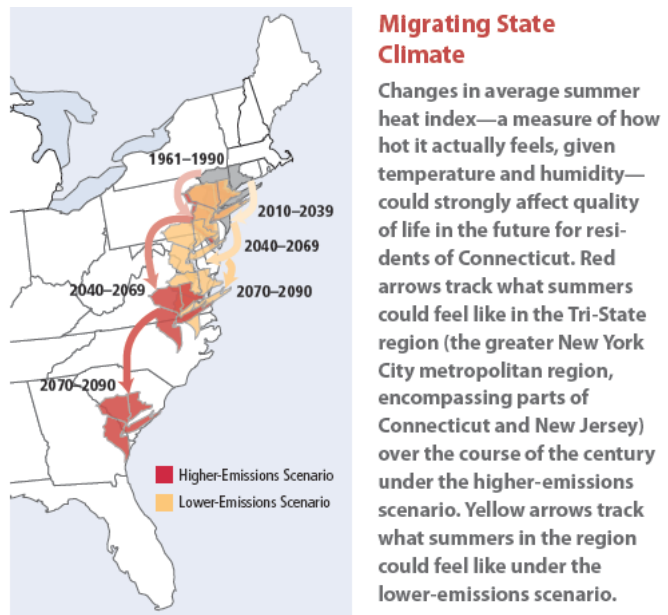 Migrating State
Climate
Changes in average summer
heat index—a measure of how
hot it actually feels, given
temperature and humidity—
could strongly affect quality
of life in the future for resi-
dents of Connecticut. Red
arrows track what summers
could feel like in the Tri-State
region (the greater New York
City metropolitan region,
encompassing parts of
Connecticut and New Jersey)
over the course of the century
under the higher-emissions
scenario. Yellow arrows track
what summers in the region
could feel like under the
lower-emissions scenario.
1961–1990
2010–2039
2040–2069
2040–2069
2070–2090
2070–2090
Higher-Emissions Scenario
Lower-Emissions Scenario